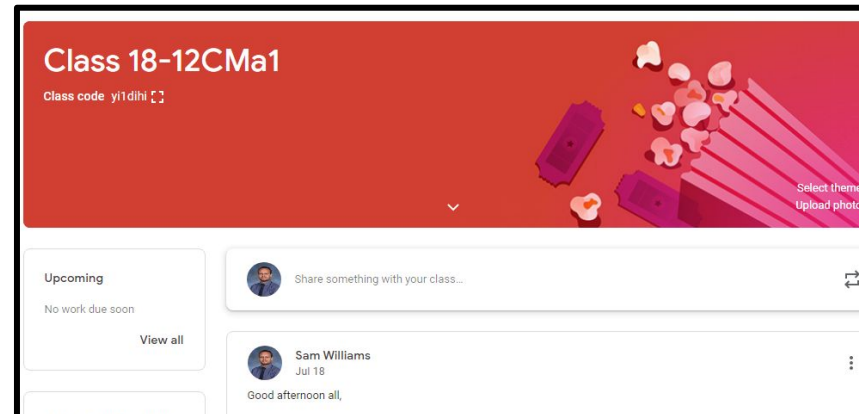 Class 18-12CMa1
Class code yi1dihi
Select theme
Upload photo
Upcoming
No work due soon
View all
Share something with your class...
Sam Williams
Jul 18
Good afternoon all,